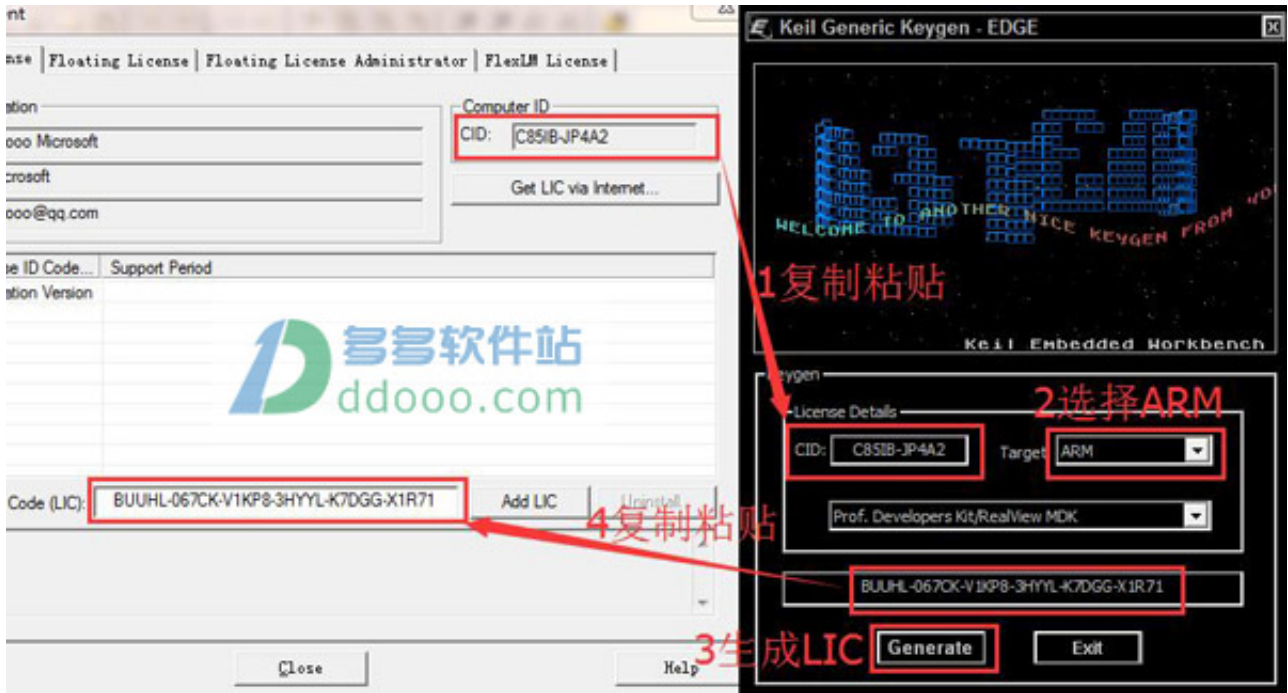 nt
nse
Floating License
Floating License Administrator
FlexLM License
ation
ooo Microsoft
crosoft
ooo@qq.com
Computer ID
CID:
C85IB-JP4A2
Get LIC via Internet...
se ID Code...
Support Period
ation Version
多多软件站
ddooo.com
Code (LIC):
BUUHL-067CK-V1KP8-3HYYL-K7DGG-X1R71
Add LIC
Uninstall...
4复制粘贴
Close
Help
Keil Generic Keygen - EDGE
WELCOME TO ANOTHER NICE KEYGEN FROM
1复制粘贴
Keil Embedded Workbench
Keygen
License Details
2选择ARM
CID:
C85IB-JP4A2
Target
ARM
Prof. Developers Kit/RealView MDK
BUUHL-067CK-V1KP8-3HYYL-K7DGG-X1R71
3生成LIC
Generate
Exit